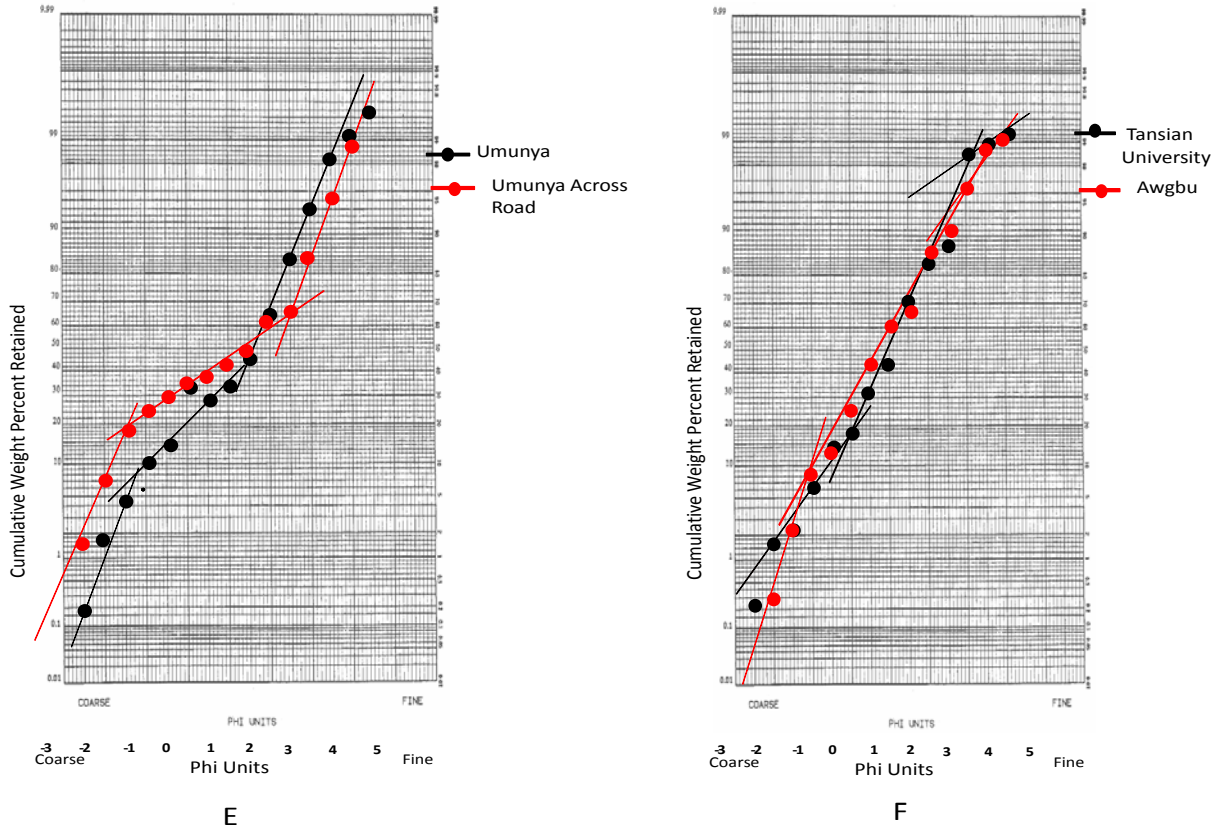 9.99
99
90
80
70
60
50
40
30
20
10
1
0.1
0.01
Cumulative Weight Percent Retained
COARSE
FINE
PHI UNITS
-3 -2 -1 0 1 2 3 4 5
Coarse
Phi Units
Fine
E
Umunya
Umunya Across
Road
9.99
99
90
80
70
60
50
40
30
20
10
1
0.1
0.01
Cumulative Weight Percent Retained
COARSE
FINE
PHI UNITS
-3 -2 -1 0 1 2 3 4 5
Coarse
Phi Units
Fine
F
Tansian
University
Awgbu